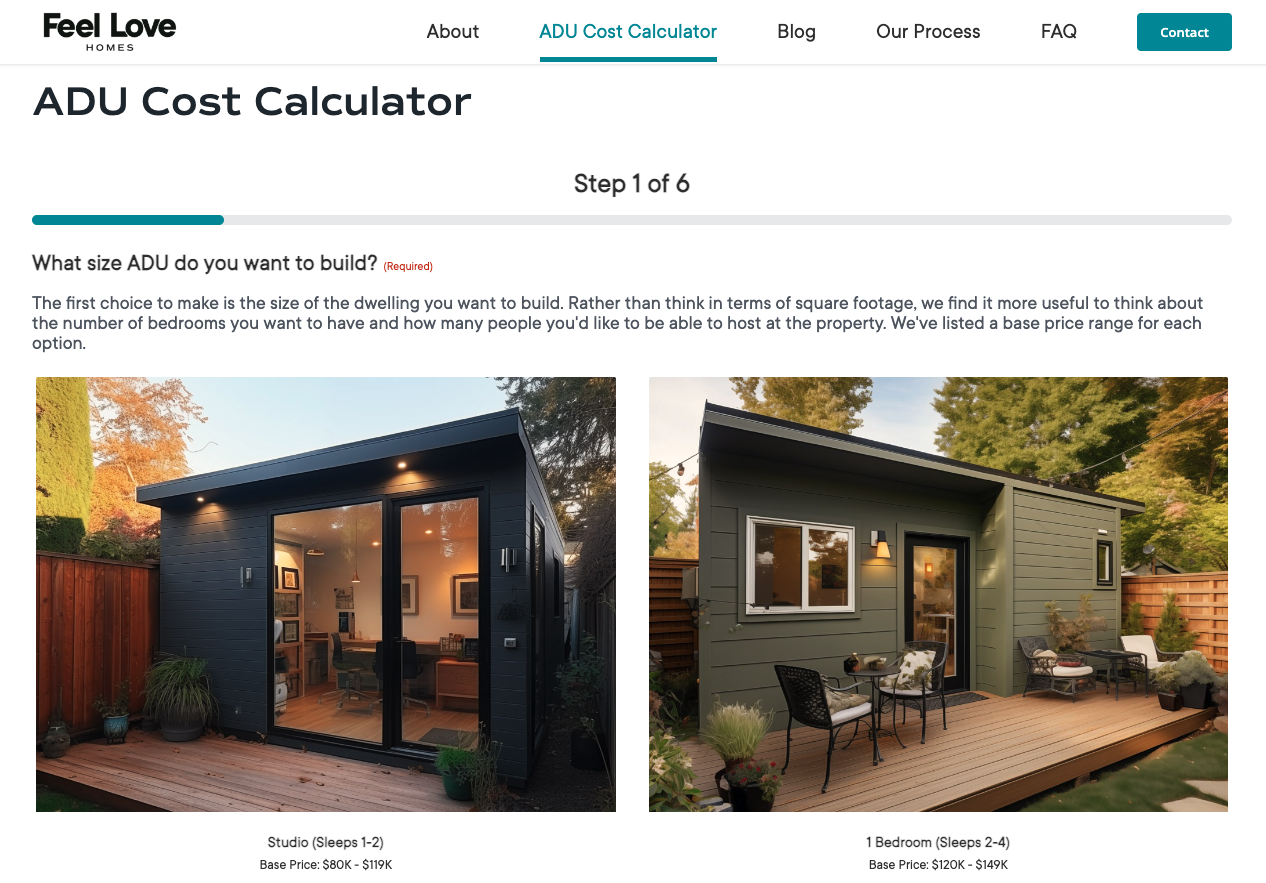 Feel Love
HOMES
About
ADU Cost Calculator
Blog
Our Process
FAQ
Contact
ADU Cost Calculator
Step 1 of 6
What size ADU do you want to build? (Required)
The first choice to make is the size of the dwelling you want to build. Rather than think in terms of square footage, we find it more useful to think about
the number of bedrooms you want to have and how many people you'd like to be able to host at the property. We've listed a base price range for each
option.
Studio (Sleeps 1-2)
Base Price: $80K - $119K
1 Bedroom (Sleeps 2-4)
Base Price: $120K - $149K